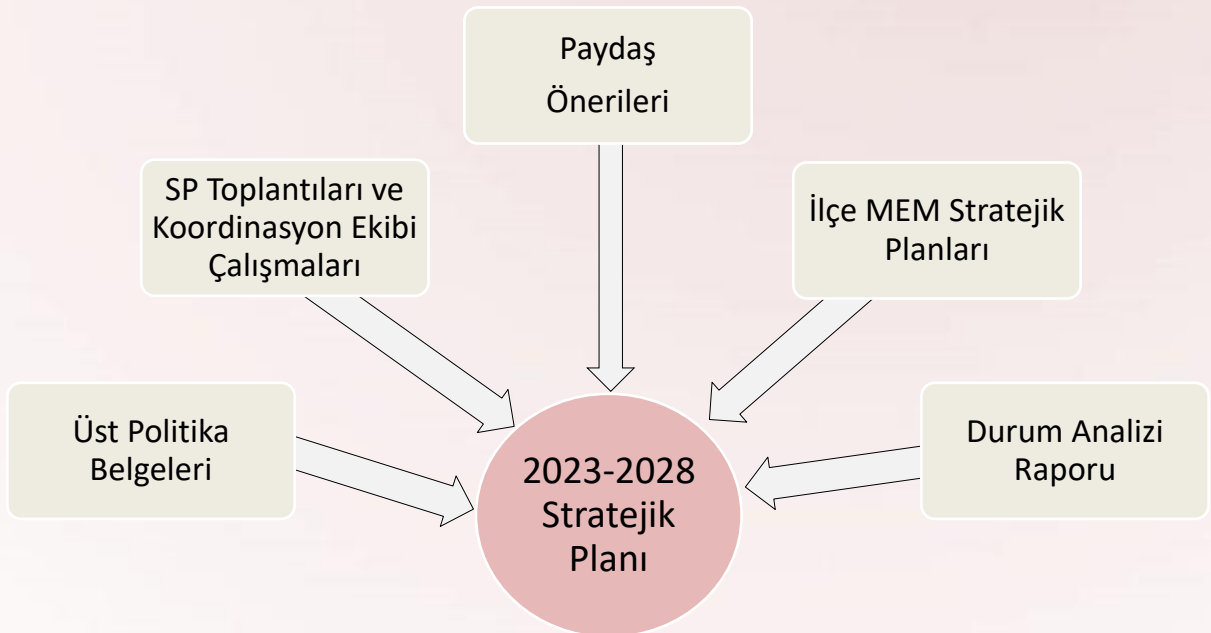 Paydaş
Önerileri
SP Toplantıları ve
Koordinasyon Ekibi
Çalışmaları
İlçe MEM Stratejik
Planları
Üst Politika
Belgeleri
2023-2028
Stratejik
Planı
Durum Analizi
Raporu